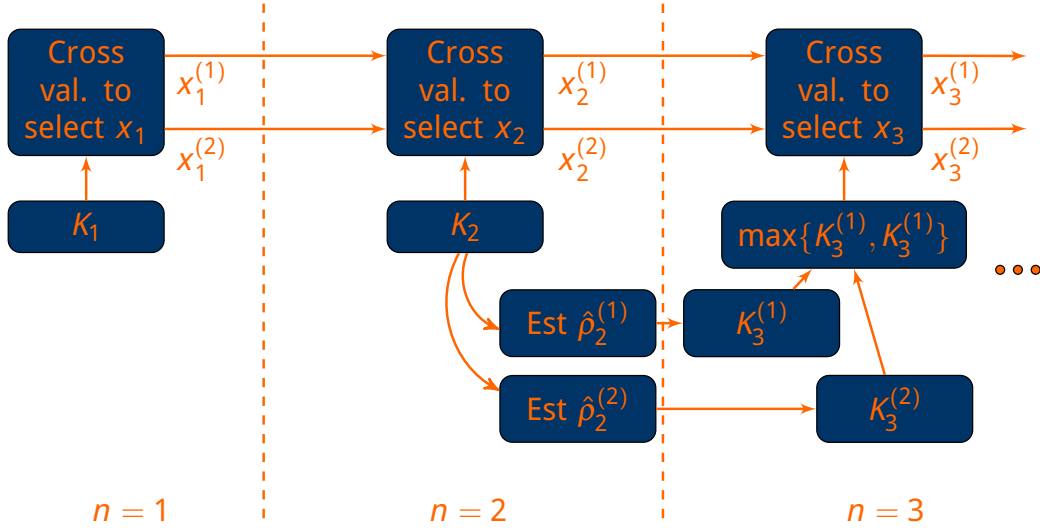 Cross
val. to
select x₁
x₁⁽¹⁾
x₁⁽²⁾
K₁
Cross
val. to
select x₂
x₂⁽¹⁾
x₂⁽²⁾
K₂
Est ρ̂₂⁽¹⁾
Est ρ̂₂⁽²⁾
Cross
val. to
select x₃
x₃⁽¹⁾
x₃⁽²⁾
max{K₃⁽¹⁾, K₃⁽¹⁾}
K₃⁽¹⁾
K₃⁽²⁾
n = 1
n = 2
n = 3